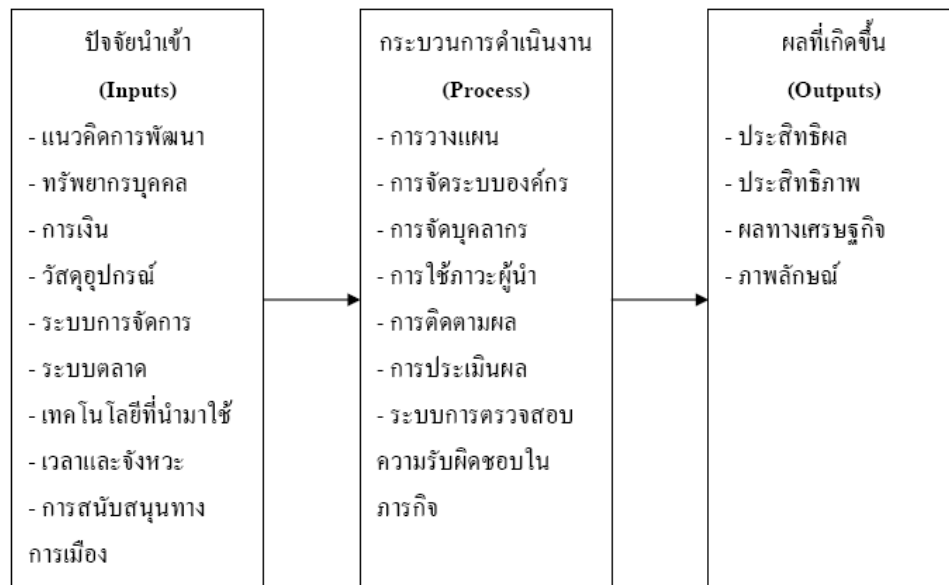 ปัจจัยนำเข้า
(Inputs)
- แนวคิดการพัฒนา
- ทรัพยากรบุคคล
- การเงิน
- วัสดุอุปกรณ์
- ระบบการจัดการ
- ระบบตลาด
- เทคโนโลยีที่นำมาใช้
- เวลาและจังหวะ
- การสนับสนุนทาง
การเมือง
กระบวนการดำเนินงาน
(Process)
- การวางแผน
- การจัดระบบองค์กร
- การจัดบุคลากร
- การใช้ภาวะผู้นำ
- การติดตามผล
- การประเมินผล
- ระบบการตรวจสอบ
ความรับผิดชอบใน
ภารกิจ
ผลที่เกิดขึ้น
(Outputs)
- ประสิทธิผล
- ประสิทธิภาพ
- ผลทางเศรษฐกิจ
- ภาพลักษณ์